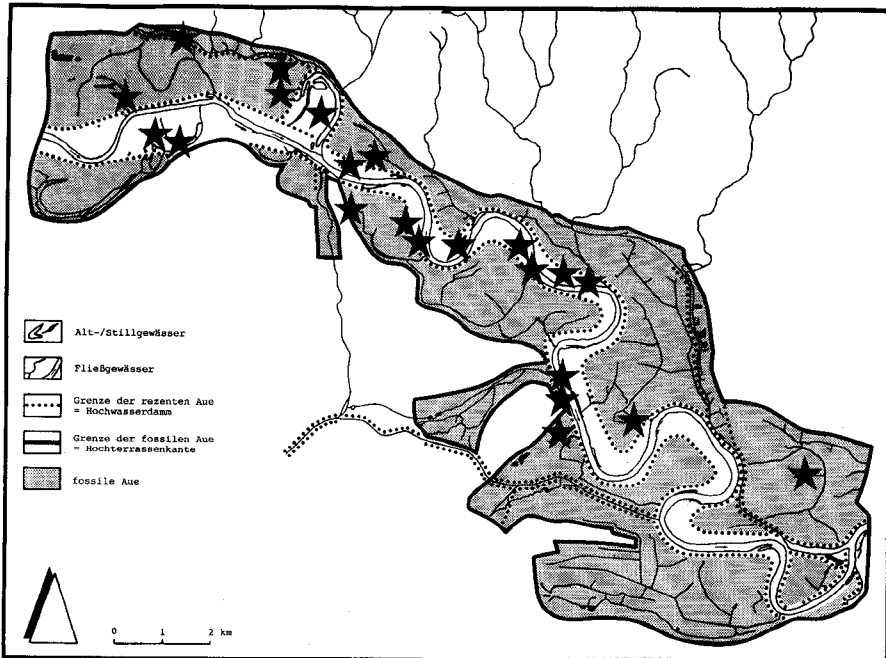 Alt-/Stillgewässer
Fließgewässer
Grenze der rezenten Aue
= Hochwasserdamm
Grenze der fossilen Aue
= Hochterrassenkante
fossile Aue
0 1 2 km